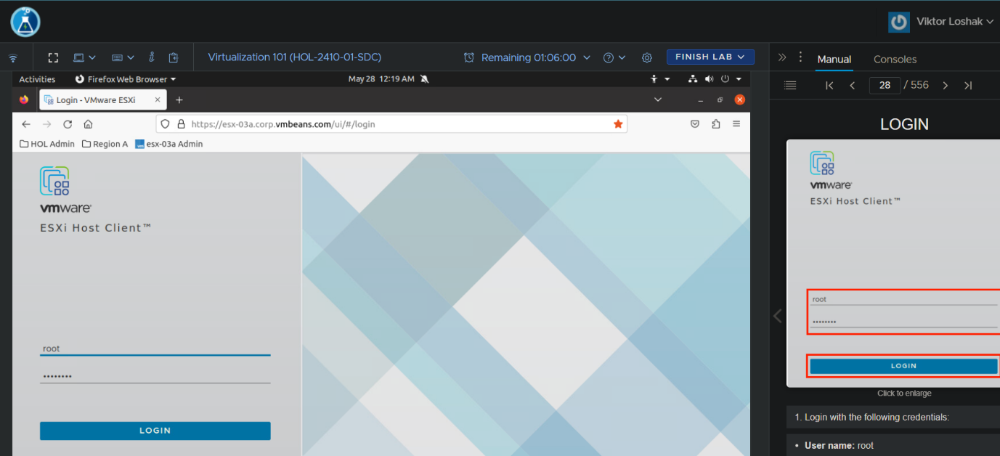 Viktor Loshak
Virtualization 101 (HOL-2410-01-SDC)
Remaining 01:06:00
FINISH LAB
Manual
Consoles
Activities
Firefox Web Browser
May 28 12:19 AM
28 / 556
Login - VMware ESXi
https://esx-03a.corp.vmbeans.com/ui/#/login
HOL Admin
Region A
vm esx-03a Admin
vmware®
ESXi Host Client™
root
••••••••
LOGIN
LOGIN
vmware®
ESXi Host Client™
root
••••••••
LOGIN
Click to enlarge
1. Login with the following credentials:
• User name: root